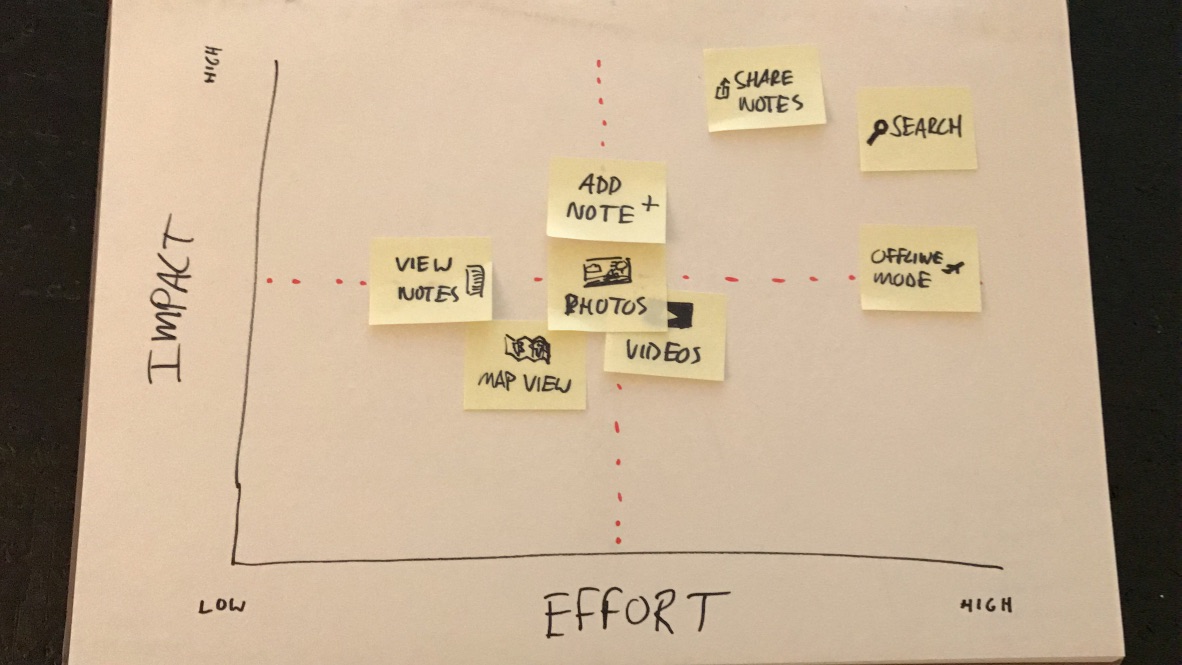 HIGH
SHARE
NOTES
SEARCH
ADD
NOTE +
VIEW
NOTES
OFFLINE
MODE
PHOTOS
VIDEOS
MAP VIEW
IMPACT
LOW
EFFORT
HIGH